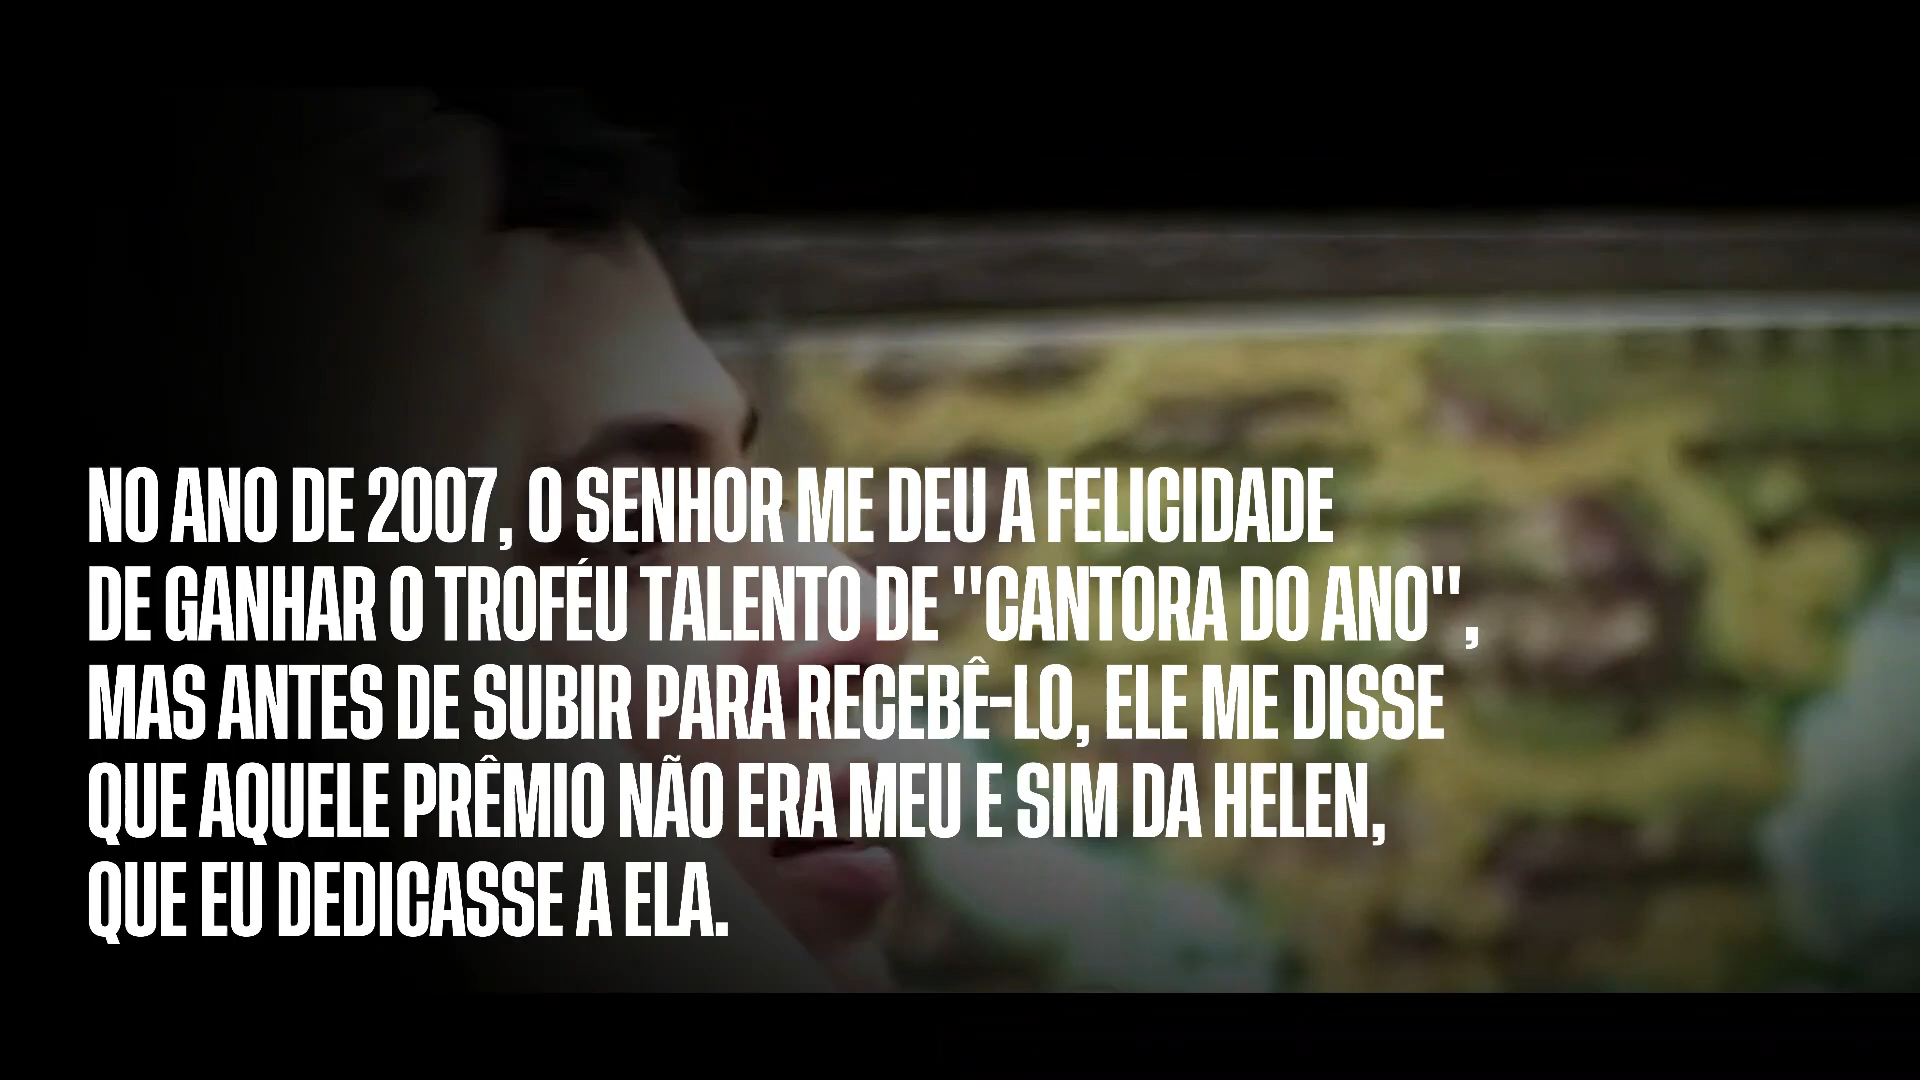 NO ANO DE 2007, O SENHOR ME DEU A FELICIDADE
DE GANHAR O TROFÉU TALENTO DE "CANTORA DO ANO",
MAS ANTES DE SUBIR PARA RECEBÊ-LO, ELE ME DISSE
QUE AQUELE PRÊMIO NÃO ERA MEU E SIM DA HELEN,
QUE EU DEDICASSE A ELA.